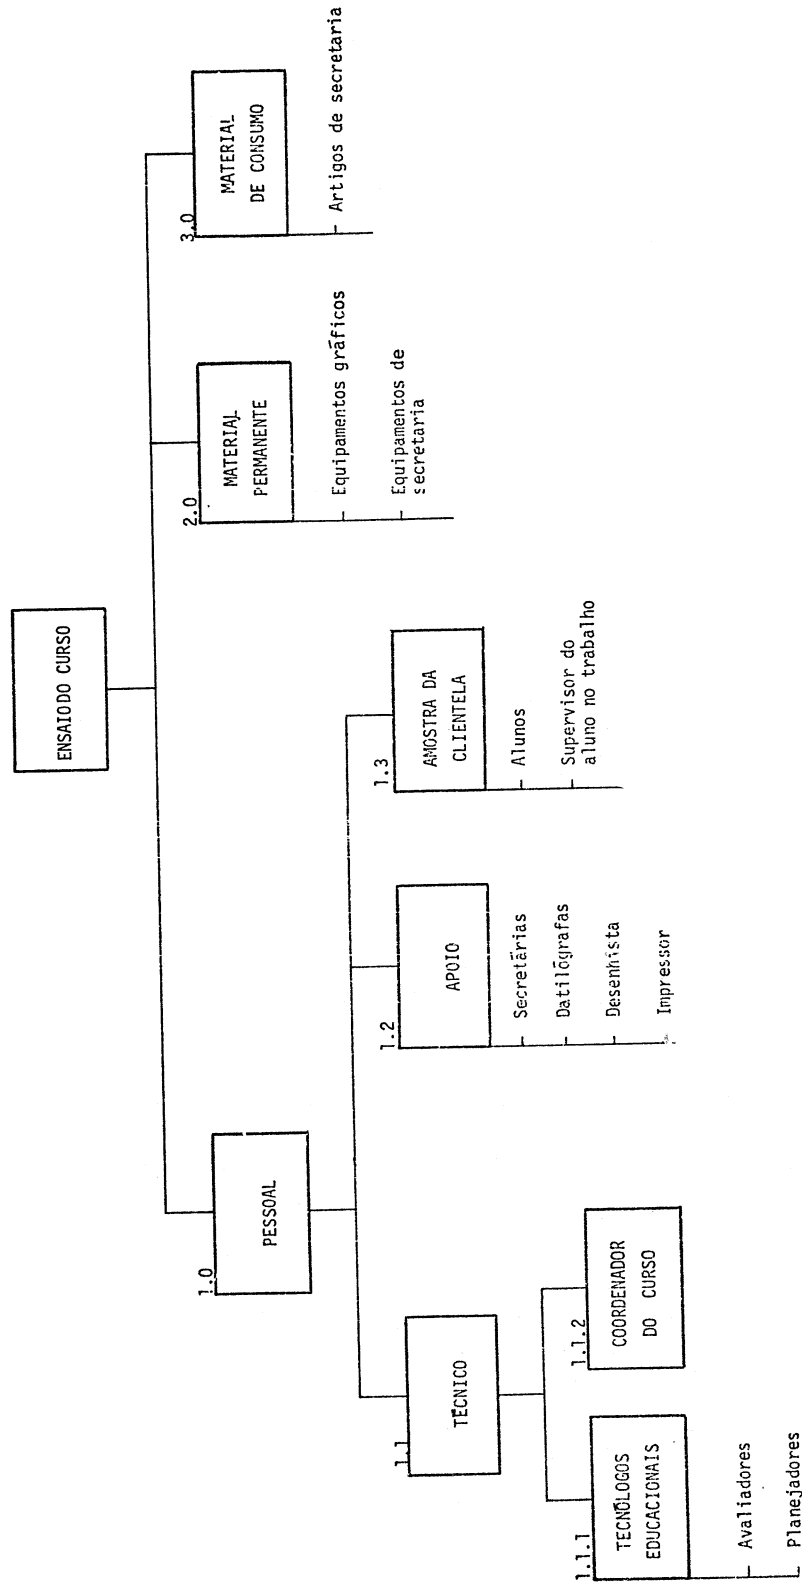 ENSAIO DO CURSO
1.0
PESSOAL
2.0
MATERIAL
PERMANENTE
Equipamentos gráficos
Equipamentos de
secretaria
3.0
MATERIAL
DE CONSUMO
Artigos de secretaria
1.1
TÉCNICO
1.2
APOIO
Secretárias
Datilógrafas
Desenhista
Impressor
1.3
AMOSTRA DA
CLIENTELA
Alunos
Supervisor do
aluno no trabalho
1.1.1
TECNÓLOGOS
EDUCACIONAIS
Avaliadores
Planejadores
1.1.2
COORDENADOR
DO CURSO